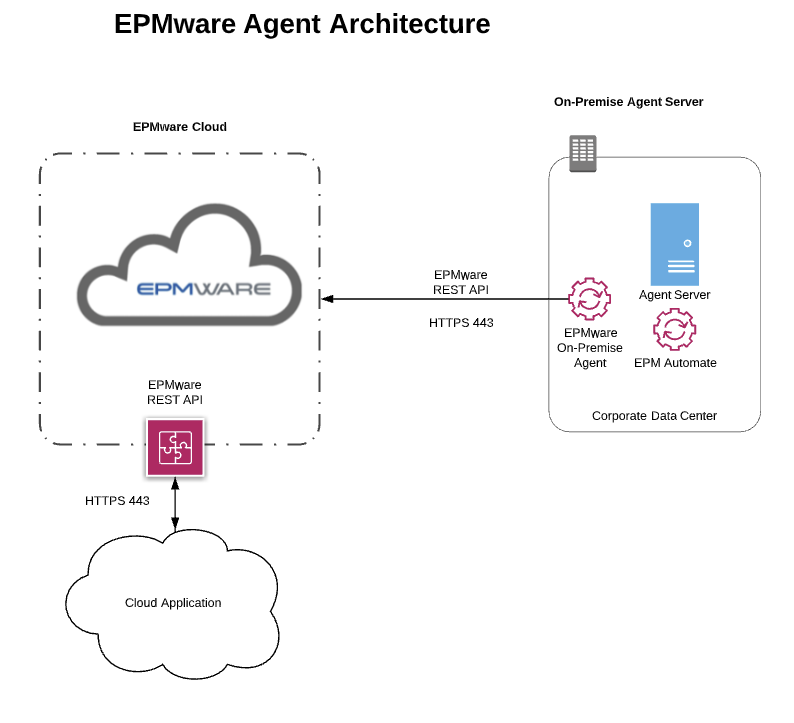 EPMware Agent Architecture
On-Premise Agent Server
EPMware Cloud
EPMWARE
EPMware
REST API
HTTPS 443
Agent Server
EPMware
On-Premise
Agent
EPM Automate
Corporate Data Center
EPMware
REST API
HTTPS 443
Cloud Application